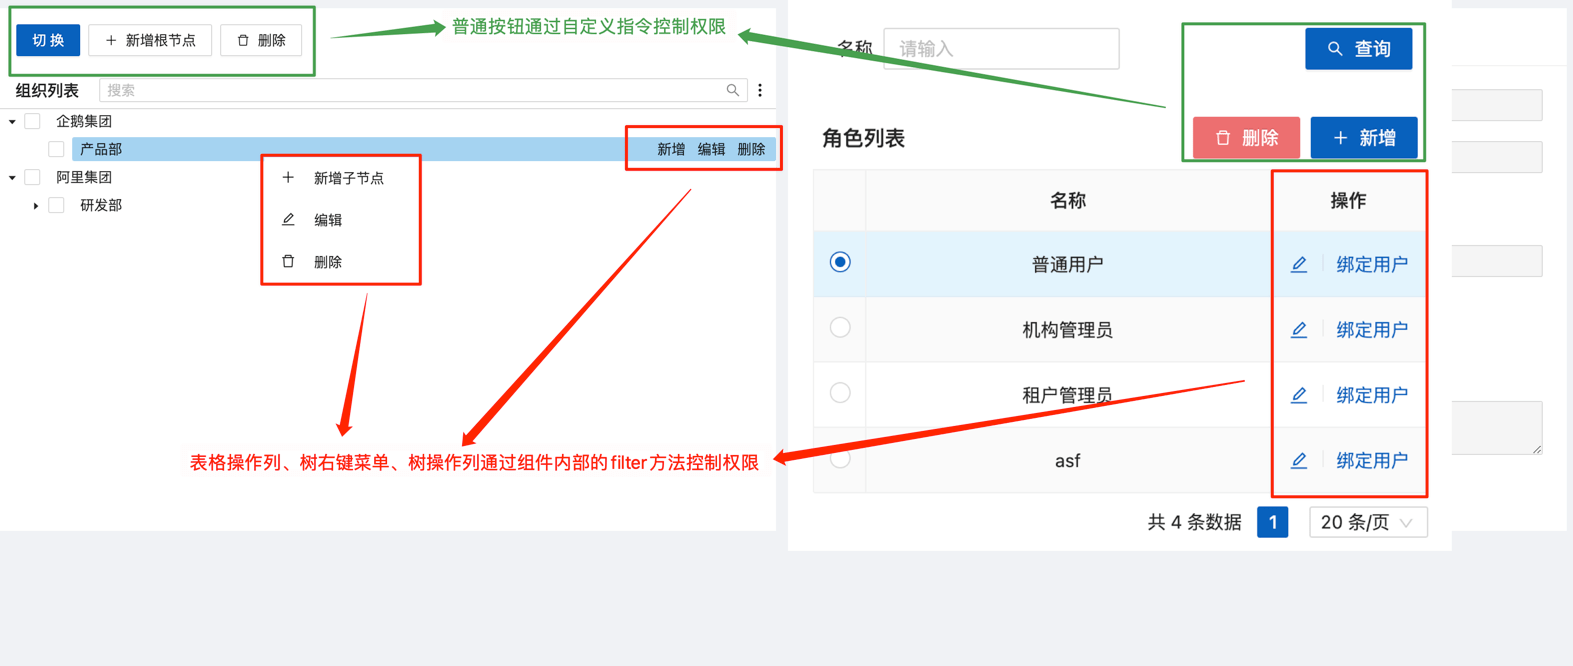 切 换
新增根节点
删除
普通按钮通过自定义指令控制权限
组织列表
搜索
企鹅集团
产品部
新增 编辑 删除
阿里集团
研发部
新增子节点
编辑
删除
表格操作列、树右键菜单、树操作列通过组件内部的filter方法控制权限
名称
请输入
查询
角色列表
删除
新增
名称
操作
普通用户
绑定用户
机构管理员
绑定用户
租户管理员
绑定用户
asf
绑定用户
共 4 条数据
1
20 条/页